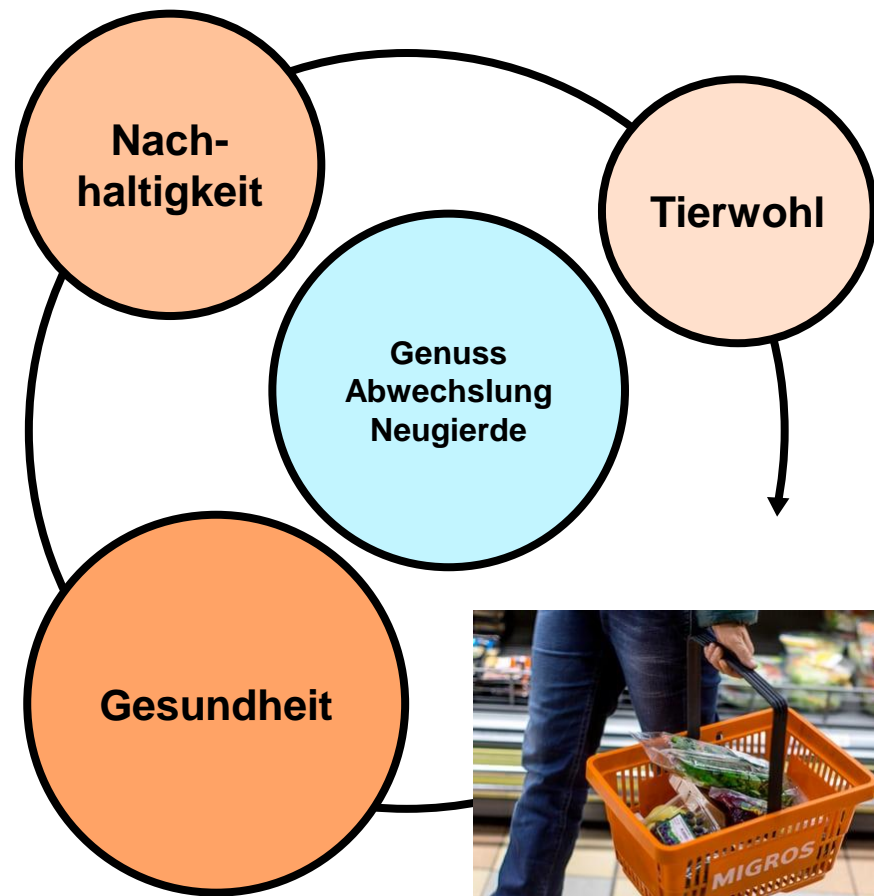 Nach-
haltigkeit
Tierwohl
Genuss
Abwechslung
Neugierde
Gesundheit
MIGROS